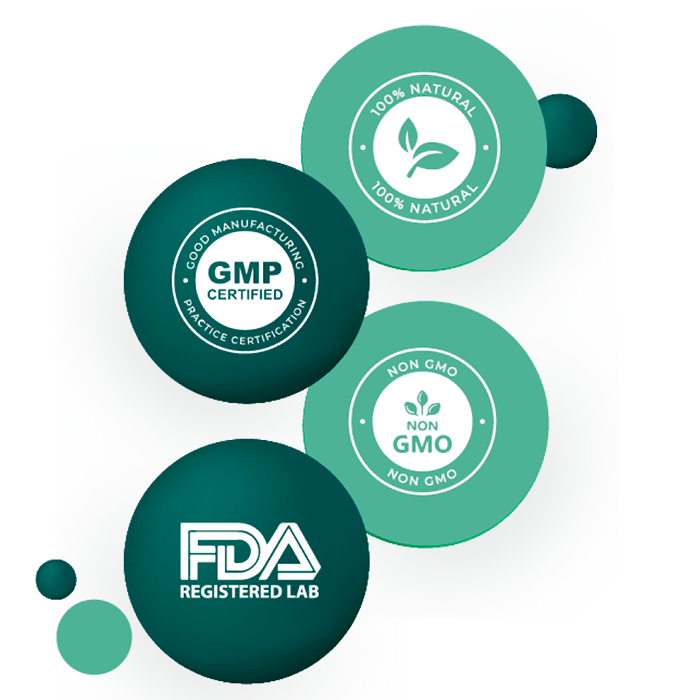 100% NATURAL
100% NATURAL
GOOD MANUFACTURING
GMP
CERTIFIED
PRACTICE CERTIFICATION
NON GMO
NON
GMO
NON GMO
FDA
REGISTERED LAB